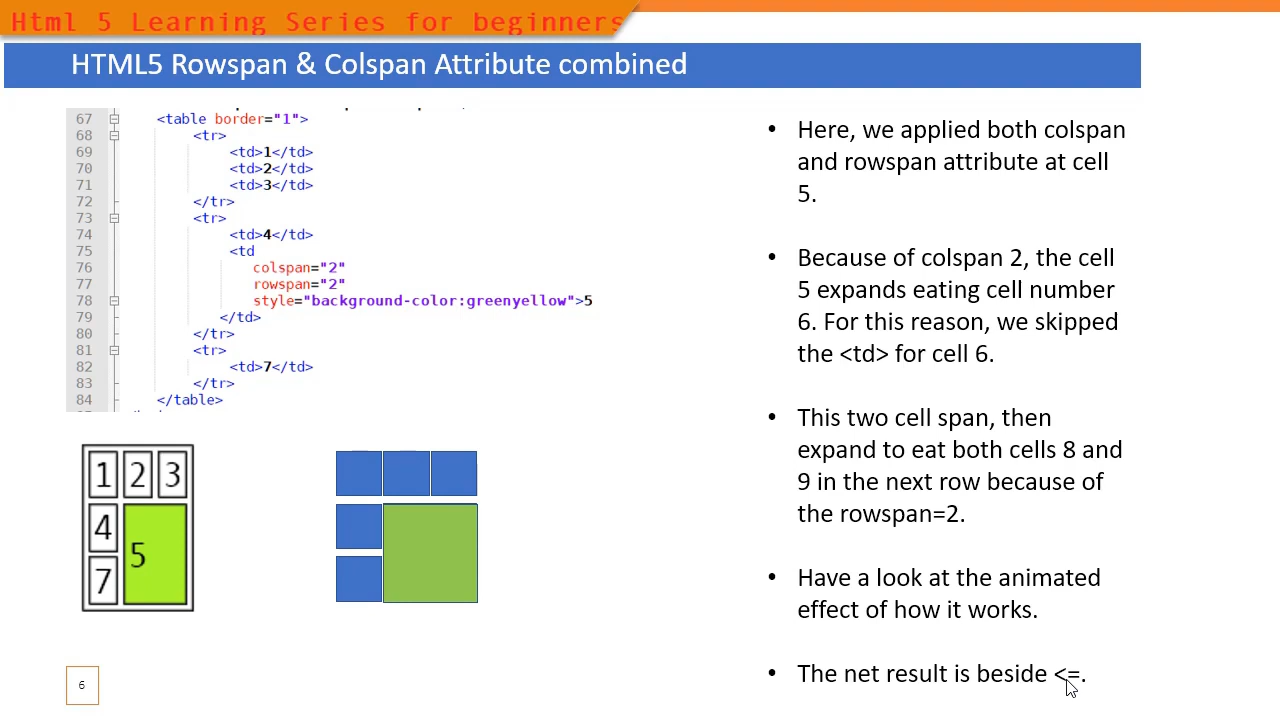 Html 5 Learning Series for beginners
HTML5 Rowspan & Colspan Attribute combined
67 <table border="1">
68 <tr>
69 <td>1</td>
70 <td>2</td>
71 <td>3</td>
72 </tr>
73 <tr>
74 <td>4</td>
75 <td
76 colspan="2"
77 rowspan="2"
78 style="background-color:greenyellow">5
79 </td>
80 </tr>
81 <tr>
82 <td>7</td>
83 </tr>
84 </table>
1 2 3
4
5
7
• Here, we applied both colspan
and rowspan attribute at cell
5.
• Because of colspan 2, the cell
5 expands eating cell number
6. For this reason, we skipped
the <td> for cell 6.
• This two cell span, then
expand to eat both cells 8 and
9 in the next row because of
the rowspan=2.
• Have a look at the animated
effect of how it works.
• The net result is beside <=.
6